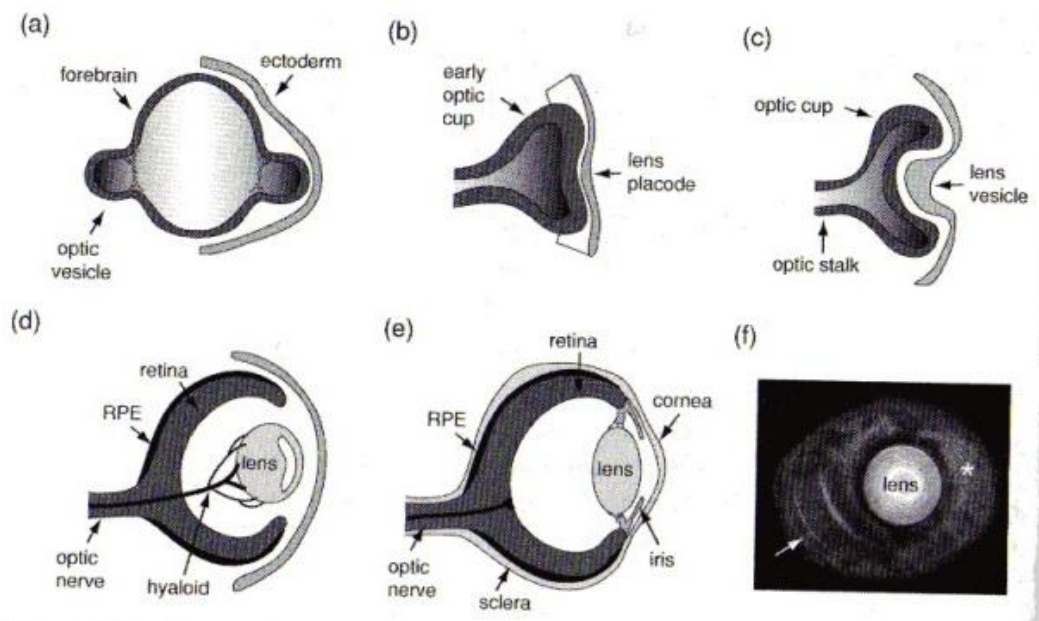 (a)
forebrain
ectoderm
optic
vesicle
(b)
early
optic
cup
lens
placode
(c)
optic cup
lens
vesicle
optic stalk
(d)
retina
RPE
lens
optic
nerve
hyaloid
(e)
retina
RPE
cornea
lens
optic
nerve
sclera
iris
(f)
lens
*